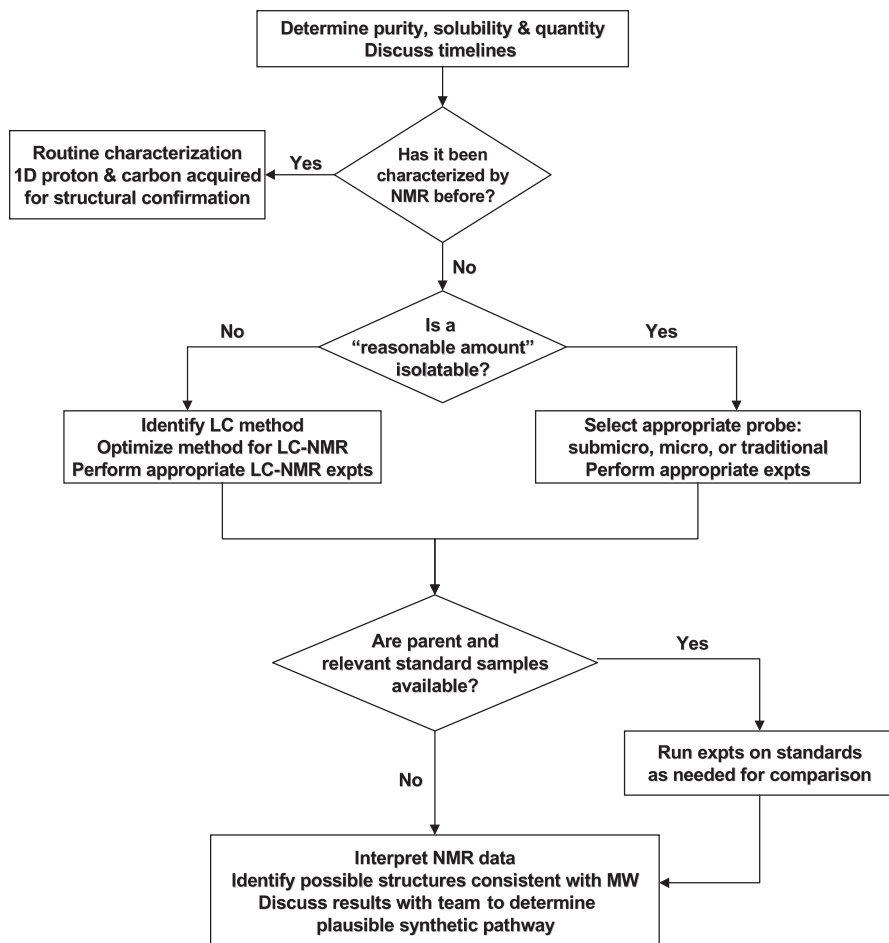 Determine purity, solubility & quantity
Discuss timelines
Has it been
characterized by
NMR before?
Yes
Routine characterization
1D proton & carbon acquired
for structural confirmation
No
Is a
“reasonable amount”
isolatable?
No
Yes
Identify LC method
Optimize method for LC-NMR
Perform appropriate LC-NMR expts
Select appropriate probe:
submicro, micro, or traditional
Perform appropriate expts
Are parent and
relevant standard samples
available?
Yes
Run expts on standards
as needed for comparison
No
Interpret NMR data
Identify possible structures consistent with MW
Discuss results with team to determine
plausible synthetic pathway